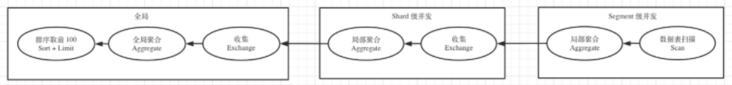 全局
排序取前 100
Sort + Limit
全局聚合
Aggregate
收集
Exchange
Shard 级并发
局部聚合
Aggregate
收集
Exchange
Segment 级并发
局部聚合
Aggregate
数据表扫描
Scan